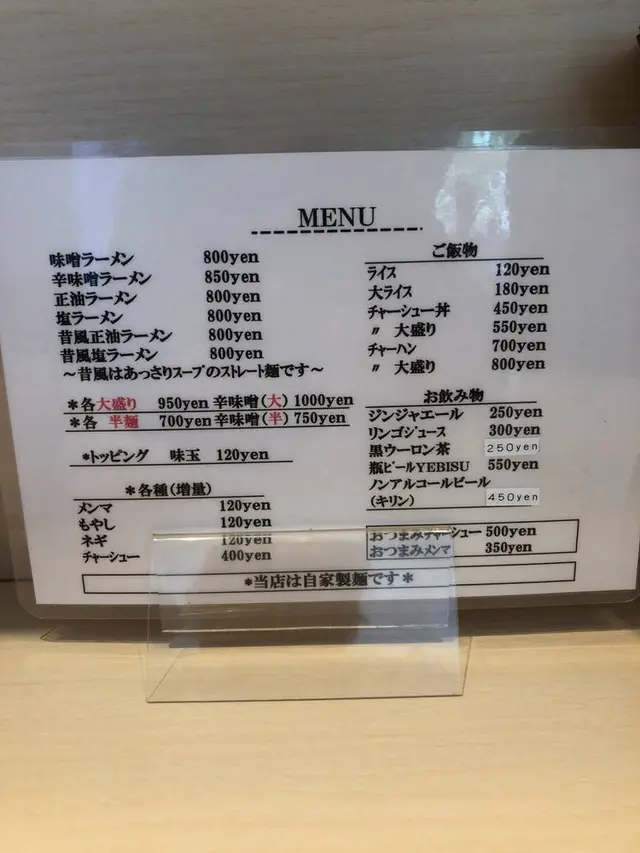 MENU
味噌ラーメン 800yen
辛味噌ラーメン 850yen
正油ラーメン 800yen
塩ラーメン 800yen
昔風正油ラーメン 800yen
昔風塩ラーメン 800yen
～昔風はあっさりスープのストレート麺です～
*各大盛り 950yen 辛味噌(大) 1000yen
*各 半麺 700yen 辛味噌(半) 750yen
*トッピング 味玉 120yen
*各種(増量)
メンマ 120yen
もやし 120yen
ネギ 120yen
チャーシュー 400yen
ご飯物
ライス 120yen
大ライス 180yen
チャーシュー丼 450yen
〃 大盛り 550yen
チャーハン 700yen
〃 大盛り 800yen
お飲み物
ジンジャエール 250yen
リンゴジュース 300yen
黒ウーロン茶 250yen
瓶ビールYEBISU 550yen
ノンアルコールビール
(キリン) 450yen
おつまみチャーシュー 500yen
おつまみメンマ 350yen
*当店は自家製麺です*